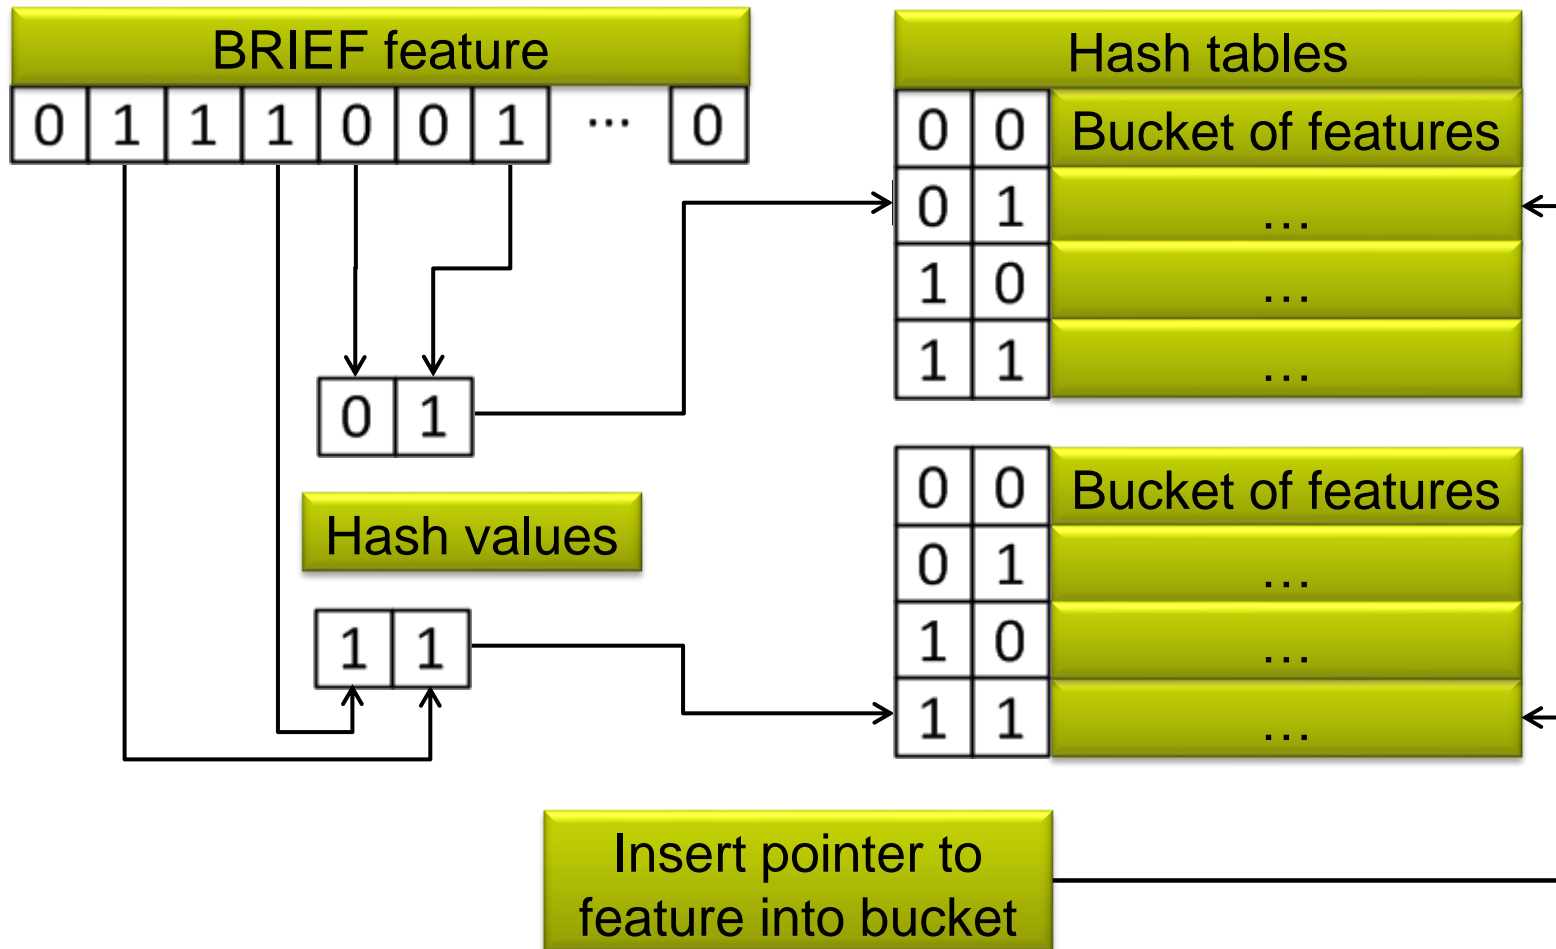 BRIEF feature
0 1 1 1 0 0 1 ... 0
0 1
Hash values
1 1
Hash tables
0 0 Bucket of features
0 1 ...
1 0 ...
1 1 ...
0 0 Bucket of features
0 1 ...
1 0 ...
1 1 ...
Insert pointer to
feature into bucket